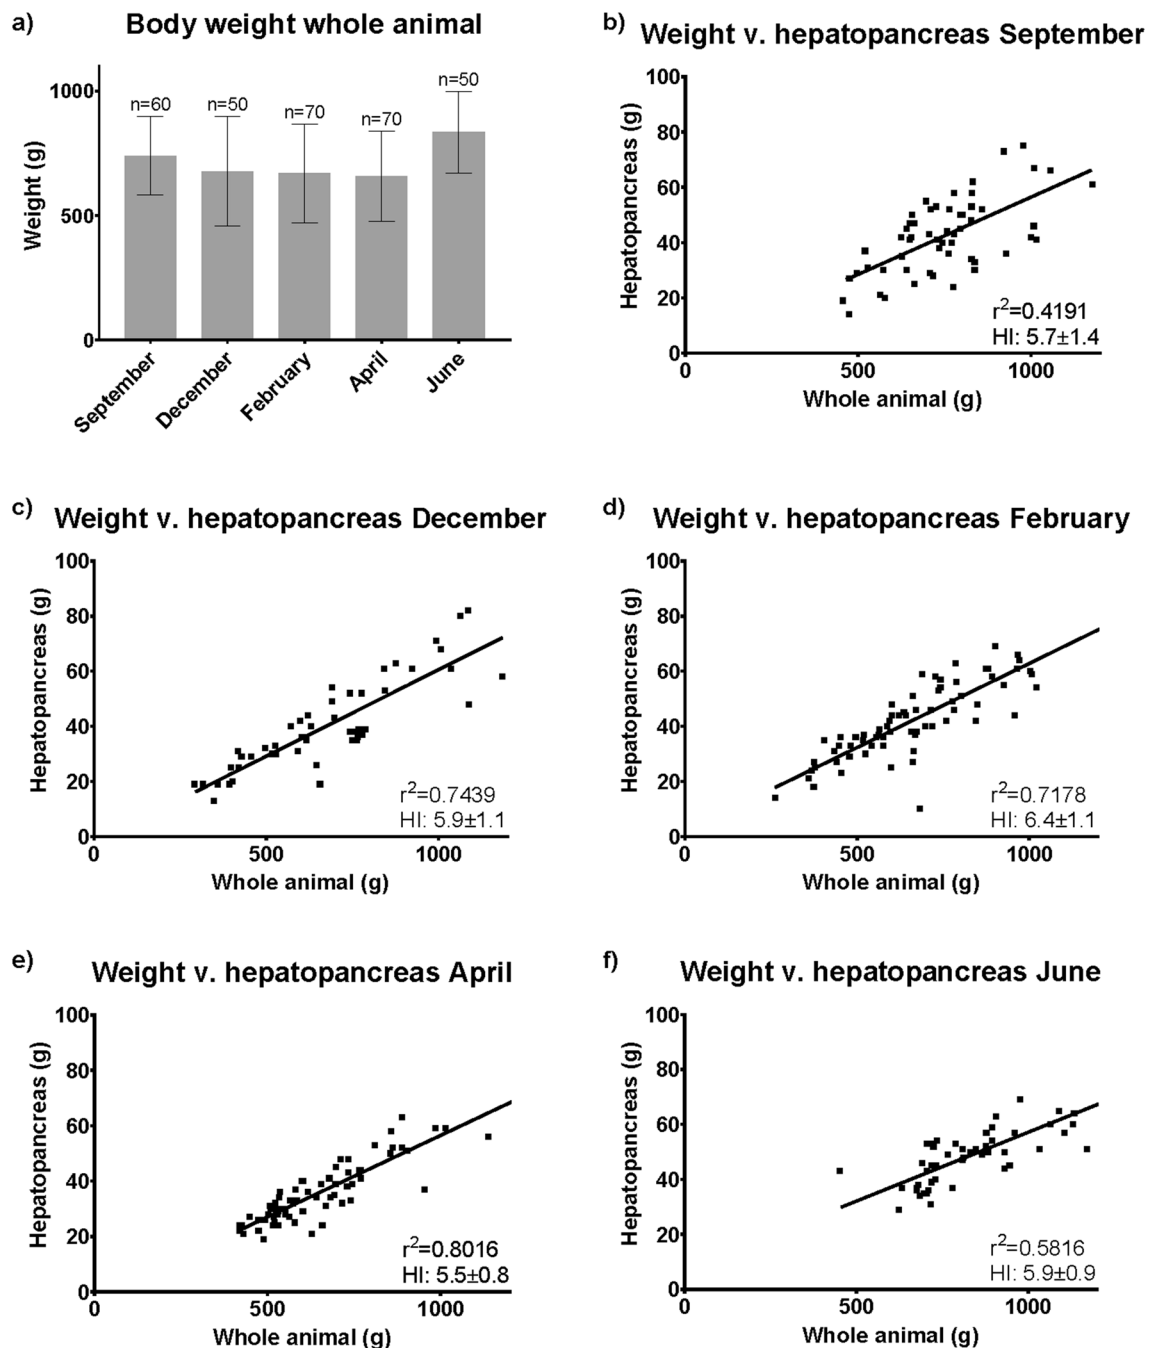 a)
Body weight whole animal
Weight (g)
1000
500
0
n=60
n=50
n=70
n=70
n=50
September
December
February
April
June
b)
Weight v. hepatopancreas September
Hepatopancreas (g)
100
80
60
40
20
0
r²=0.4191
HI: 5.7±1.4
0
500
1000
Whole animal (g)
c)
Weight v. hepatopancreas December
Hepatopancreas (g)
100
80
60
40
20
0
r²=0.7439
HI: 5.9±1.1
0
500
1000
Whole animal (g)
d)
Weight v. hepatopancreas February
Hepatopancreas (g)
100
80
60
40
20
0
r²=0.7178
HI: 6.4±1.1
0
500
1000
Whole animal (g)
e)
Weight v. hepatopancreas April
Hepatopancreas (g)
100
80
60
40
20
0
r²=0.8016
HI: 5.5±0.8
0
500
1000
Whole animal (g)
f)
Weight v. hepatopancreas June
Hepatopancreas (g)
100
80
60
40
20
0
r²=0.5816
HI: 5.9±0.9
0
500
1000
Whole animal (g)